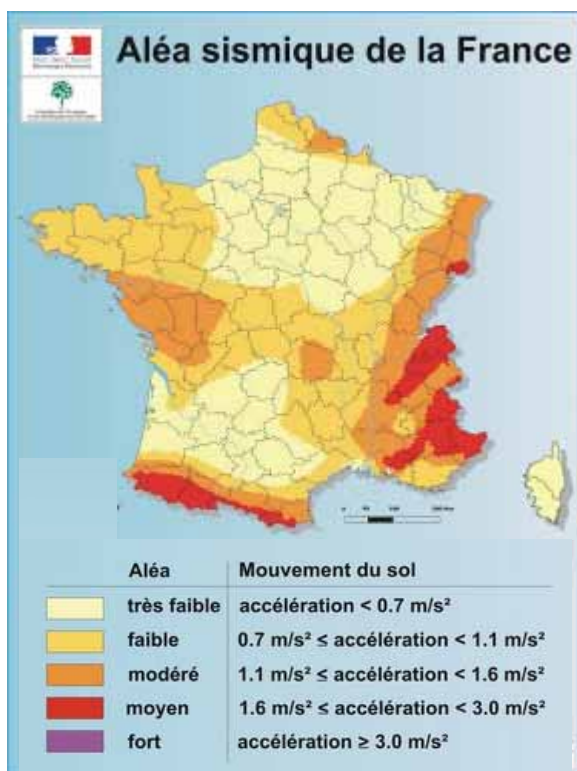 Aléa sismique de la France
Aléa Mouvement du sol
très faible accélération < 0.7 m/s²
faible 0.7 m/s² ≤ accélération < 1.1 m/s²
modéré 1.1 m/s² ≤ accélération < 1.6 m/s²
moyen 1.6 m/s² ≤ accélération < 3.0 m/s²
fort accélération ≥ 3.0 m/s²